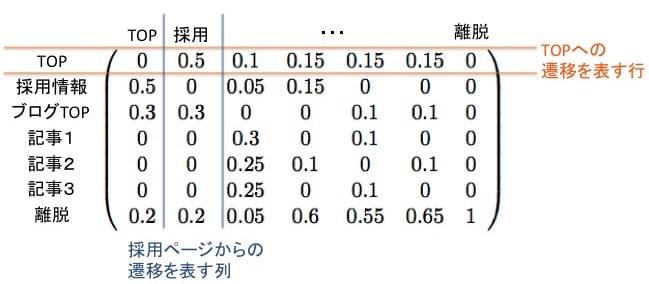 TOP 採用 … 離脱
TOP 0 0.5 0.1 0.15 0.15 0.15 0 TOPへの
遷移を表す行
採用情報 0.5 0 0.05 0.15 0 0 0
ブログTOP 0.3 0.3 0 0 0.1 0.1 0
記事1 0 0 0.3 0 0.1 0 0
記事2 0 0 0.25 0.1 0 0.1 0
記事3 0 0 0.25 0 0.1 0 0
離脱 0.2 0.2 0.05 0.6 0.55 0.65 1
採用ページからの
遷移を表す列